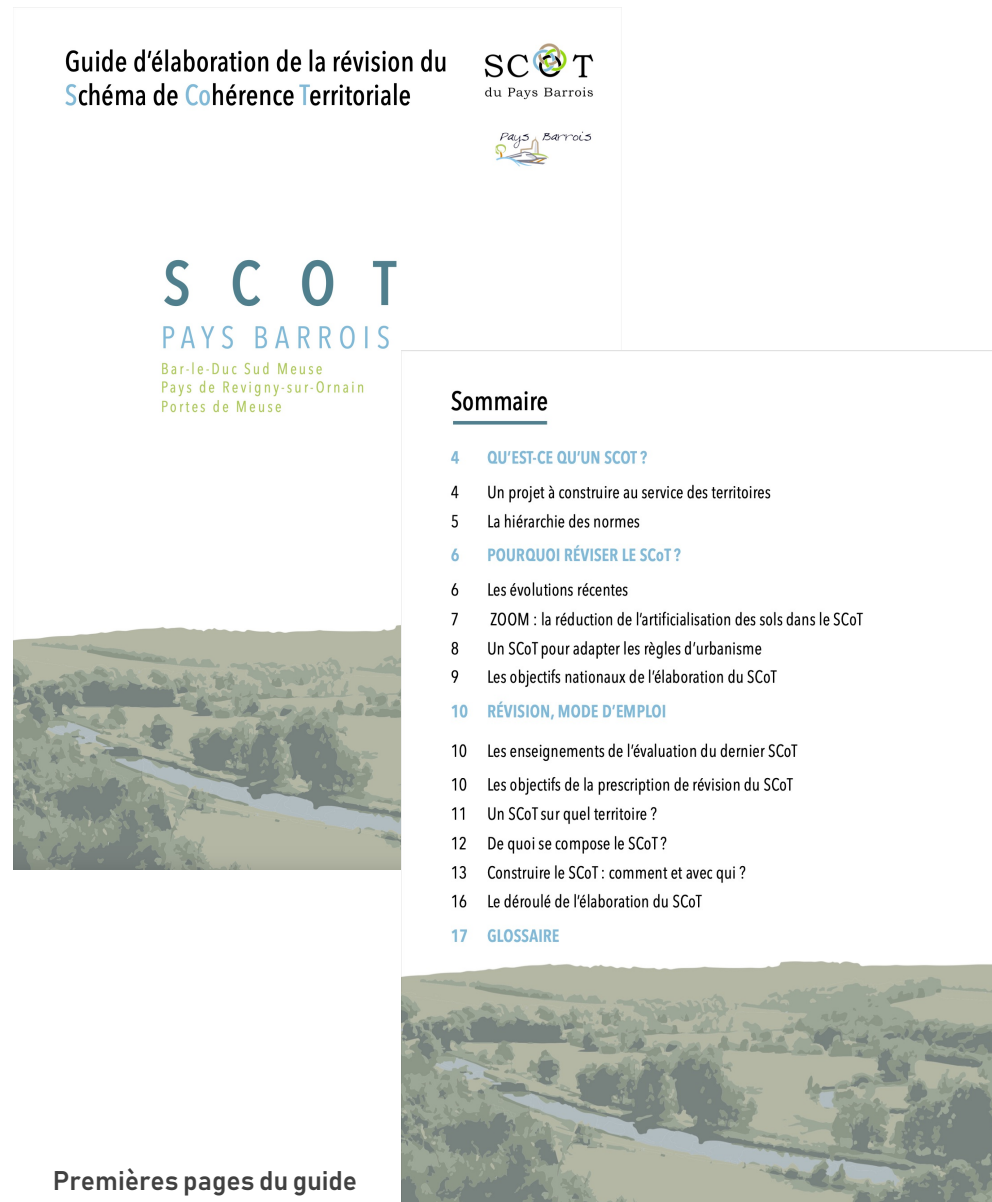 Guide d'élaboration de la révision du
Schéma de Cohérence Territoriale
SCOT
du Pays Barrois
Pays Barrois
SCOT
PAYS BARROIS
Bar-le-Duc Sud Meuse
Pays de Revigny-sur-Ornain
Portes de Meuse
Sommaire
4 QU'EST-CE QU'UN SCOT ?
4 Un projet à construire au service des territoires
5 La hiérarchie des normes
6 POURQUOI RÉVISER LE SCoT ?
6 Les évolutions récentes
7 ZOOM : la réduction de l'artificialisation des sols dans le SCoT
8 Un SCoT pour adapter les règles d'urbanisme
9 Les objectifs nationaux de l'élaboration du SCoT
10 RÉVISION, MODE D'EMPLOI
10 Les enseignements de l'évaluation du dernier SCoT
10 Les objectifs de la prescription de révision du SCoT
11 Un SCoT sur quel territoire ?
12 De quoi se compose le SCoT ?
13 Construire le SCoT : comment et avec qui ?
16 Le déroulé de l'élaboration du SCoT
17 GLOSSAIRE
Premières pages du guide